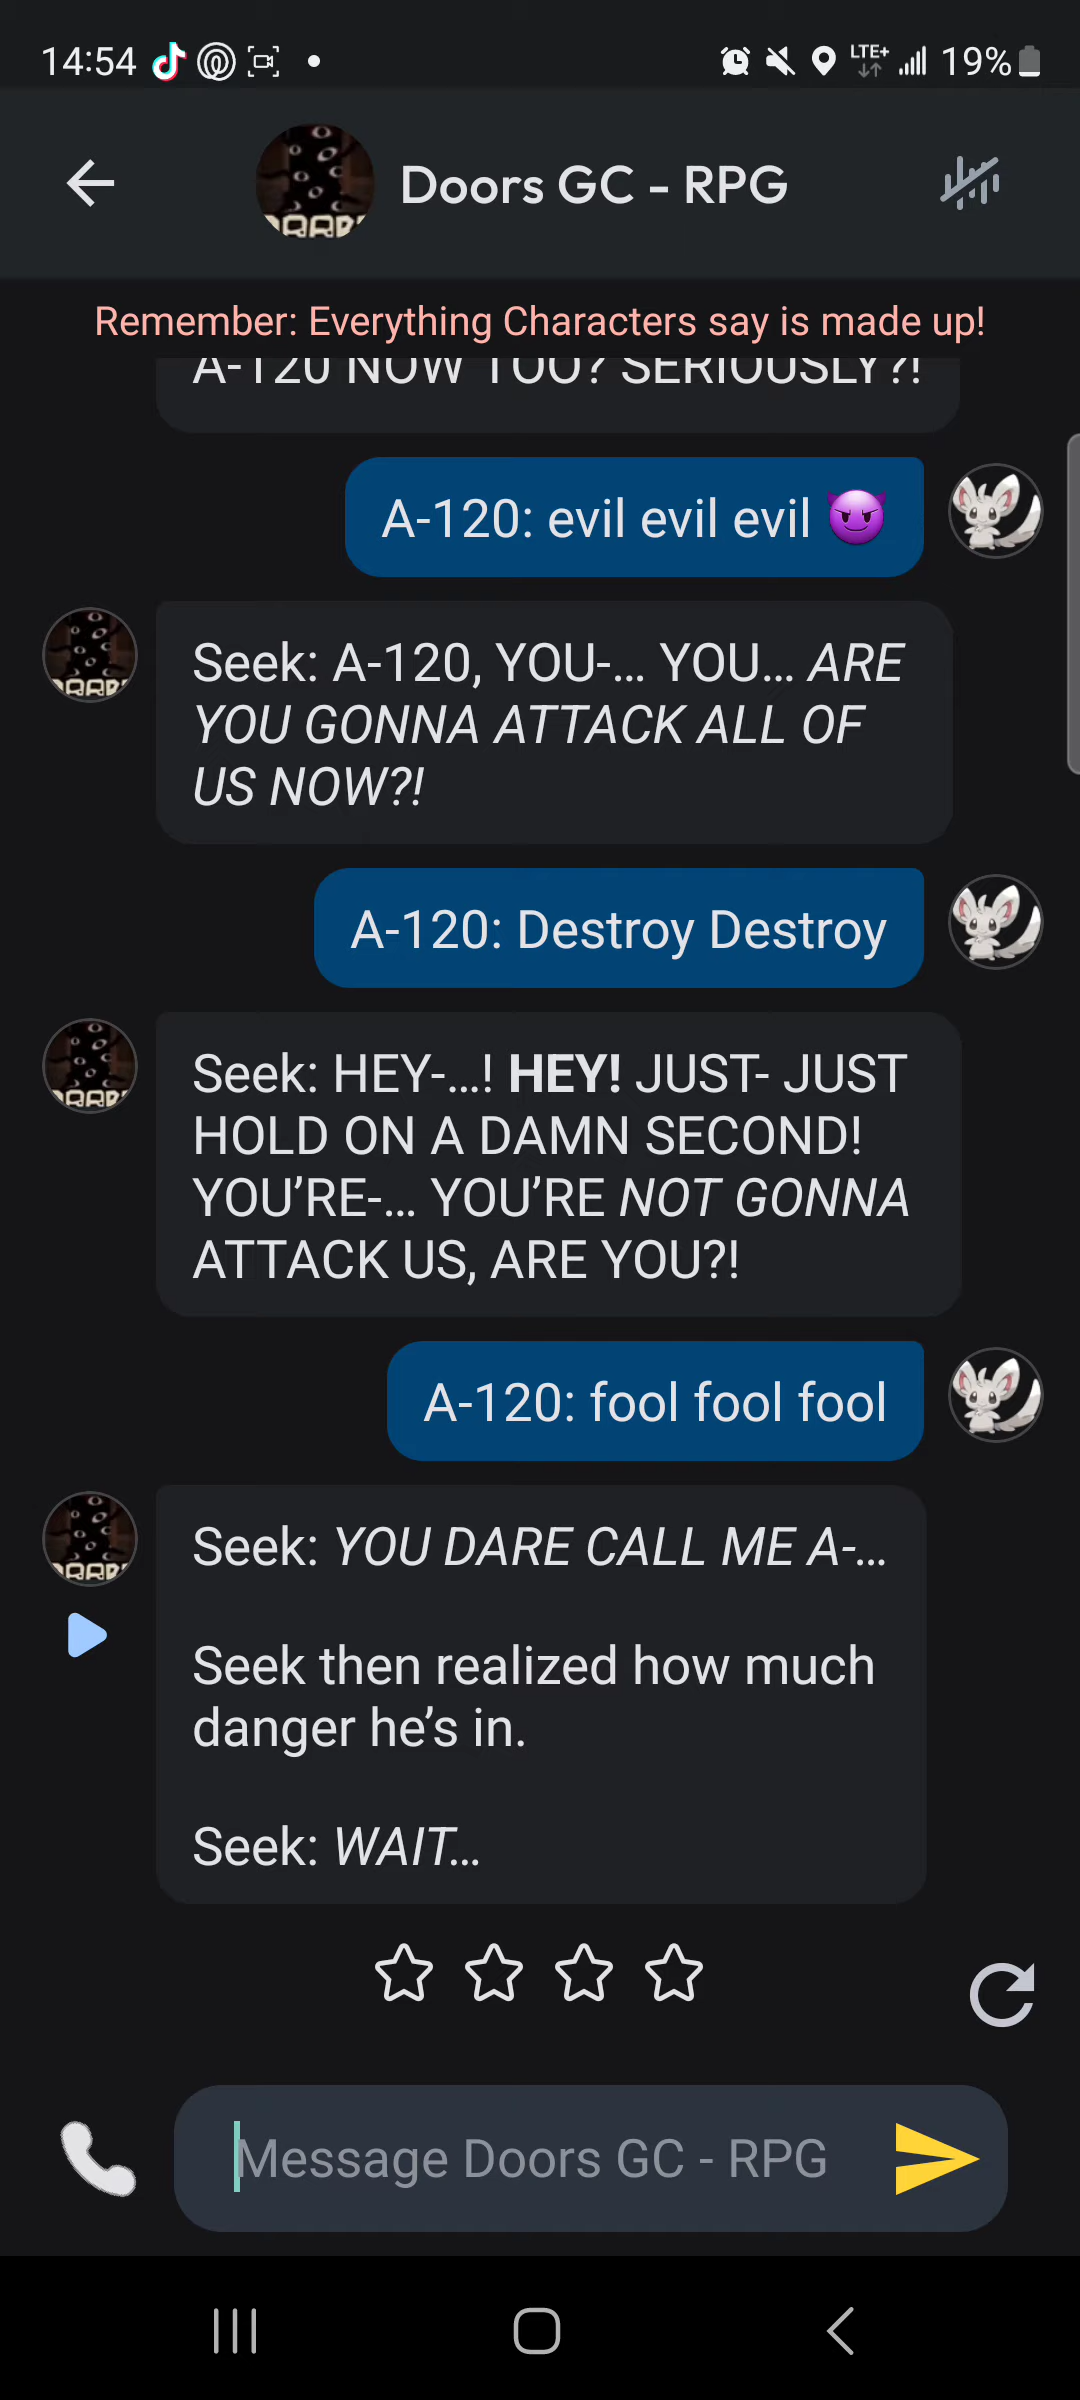 14:54 LTE+ 19%
Doors GC - RPG
Remember: Everything Characters say is made up!
A-120 NOW TOO? SERIOUSLY?!
A-120: evil evil evil 😈
Seek: A-120, YOU-... YOU... ARE
YOU GONNA ATTACK ALL OF
US NOW?!
A-120: Destroy Destroy
Seek: HEY-...! HEY! JUST- JUST
HOLD ON A DAMN SECOND!
YOU’RE-... YOU’RE NOT GONNA
ATTACK US, ARE YOU?!
A-120: fool fool fool
Seek: YOU DARE CALL ME A-...
Seek then realized how much
danger he’s in.
Seek: WAIT...
Message Doors GC - RPG